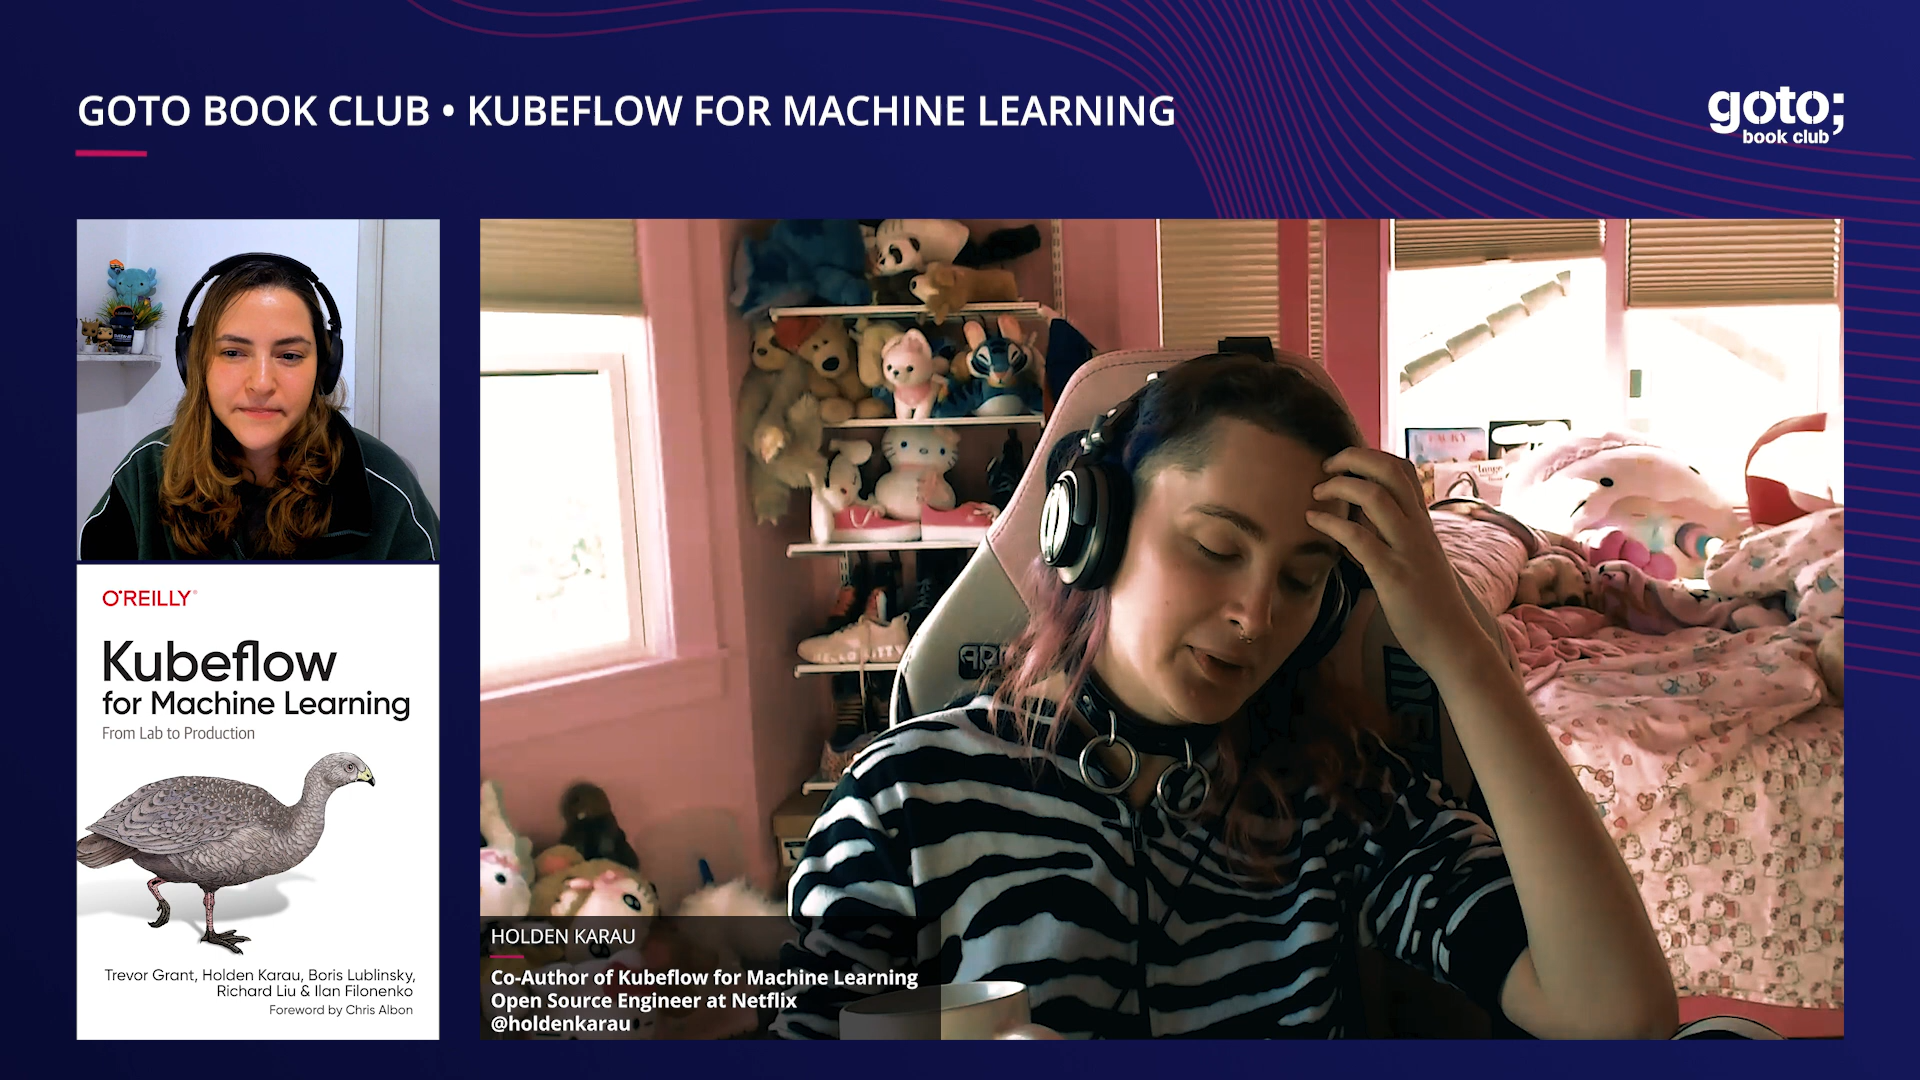 GOTO BOOK CLUB • KUBEFLOW FOR MACHINE LEARNING
goto;
book club
O'REILLY®
Kubeflow
for Machine Learning
From Lab to Production
Trevor Grant, Holden Karau, Boris Lublinsky,
Richard Liu & Ilan Filonenko
Foreword by Chris Albon
HOLDEN KARAU
Co-Author of Kubeflow for Machine Learning
Open Source Engineer at Netflix
@holdenkarau